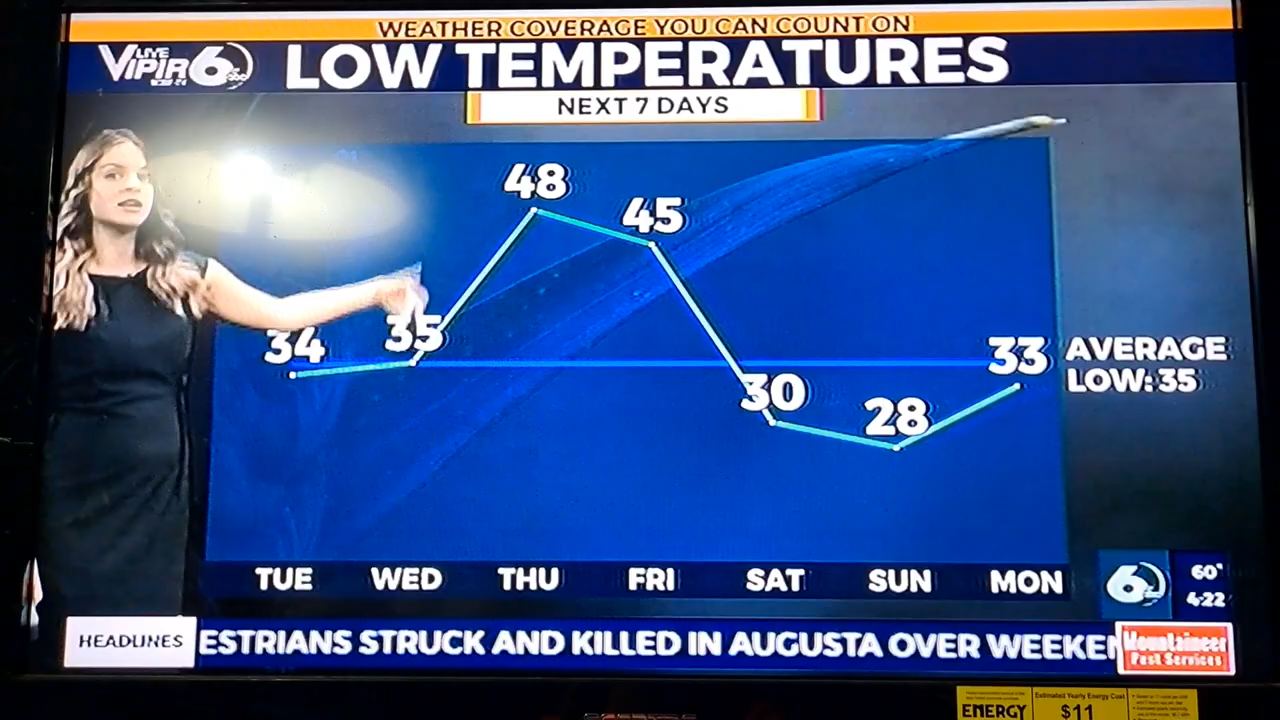 WEATHER COVERAGE YOU CAN COUNT ON
LIVE
VIPIR 6
abc
LOW TEMPERATURES
NEXT 7 DAYS
48
45
34
35
33
30
28
AVERAGE
LOW: 35
TUE WED THU FRI SAT SUN MON
6
60°
4:22
HEADLINES
ESTRIANS STRUCK AND KILLED IN AUGUSTA OVER WEEKEN
Mountaineer
Pest Services
ENERGY
Estimated Yearly Energy Cost
$11